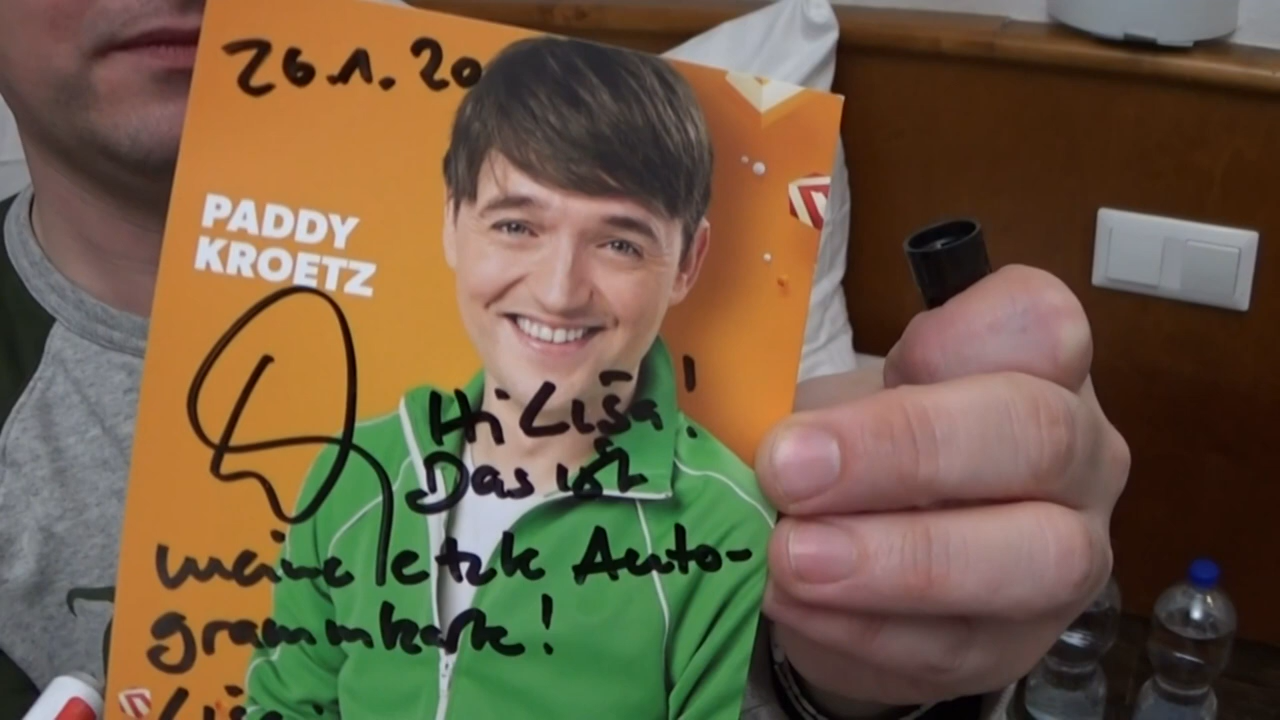 26.1.20
PADDY
KROETZ
Hi Lisa!
Das ist
meine letzte Auto-
grammkarte!